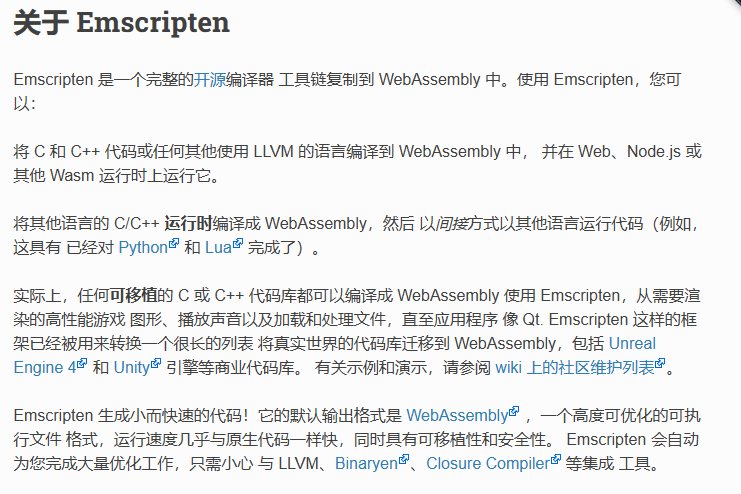 关于 Emscripten
Emscripten 是一个完整的开源编译器 工具链复制到 WebAssembly 中。使用 Emscripten，您可
以：
将 C 和 C++ 代码或任何其他使用 LLVM 的语言编译到 WebAssembly 中， 并在 Web、Node.js 或
其他 Wasm 运行时上运行它。
将其他语言的 C/C++ 运行时编译成 WebAssembly，然后 以间接方式以其他语言运行代码（例如，
这具有 已经对 Python 和 Lua 完成了）。
实际上，任何可移植的 C 或 C++ 代码库都可以编译成 WebAssembly 使用 Emscripten，从需要渲
染的高性能游戏 图形、播放声音以及加载和处理文件，直至应用程序 像 Qt. Emscripten 这样的框
架已经被用来转换一个很长的列表 将真实世界的代码库迁移到 WebAssembly，包括 Unreal
Engine 4 和 Unity 引擎等商业代码库。 有关示例和演示，请参阅 wiki 上的社区维护列表。
Emscripten 生成小而快速的代码！它的默认输出格式是 WebAssembly ，一个高度可优化的可执
行文件 格式，运行速度几乎与原生代码一样快，同时具有可移植性和安全性。 Emscripten 会自动
为您完成大量优化工作，只需小心 与 LLVM、Binaryen、Closure Compiler 等集成 工具。